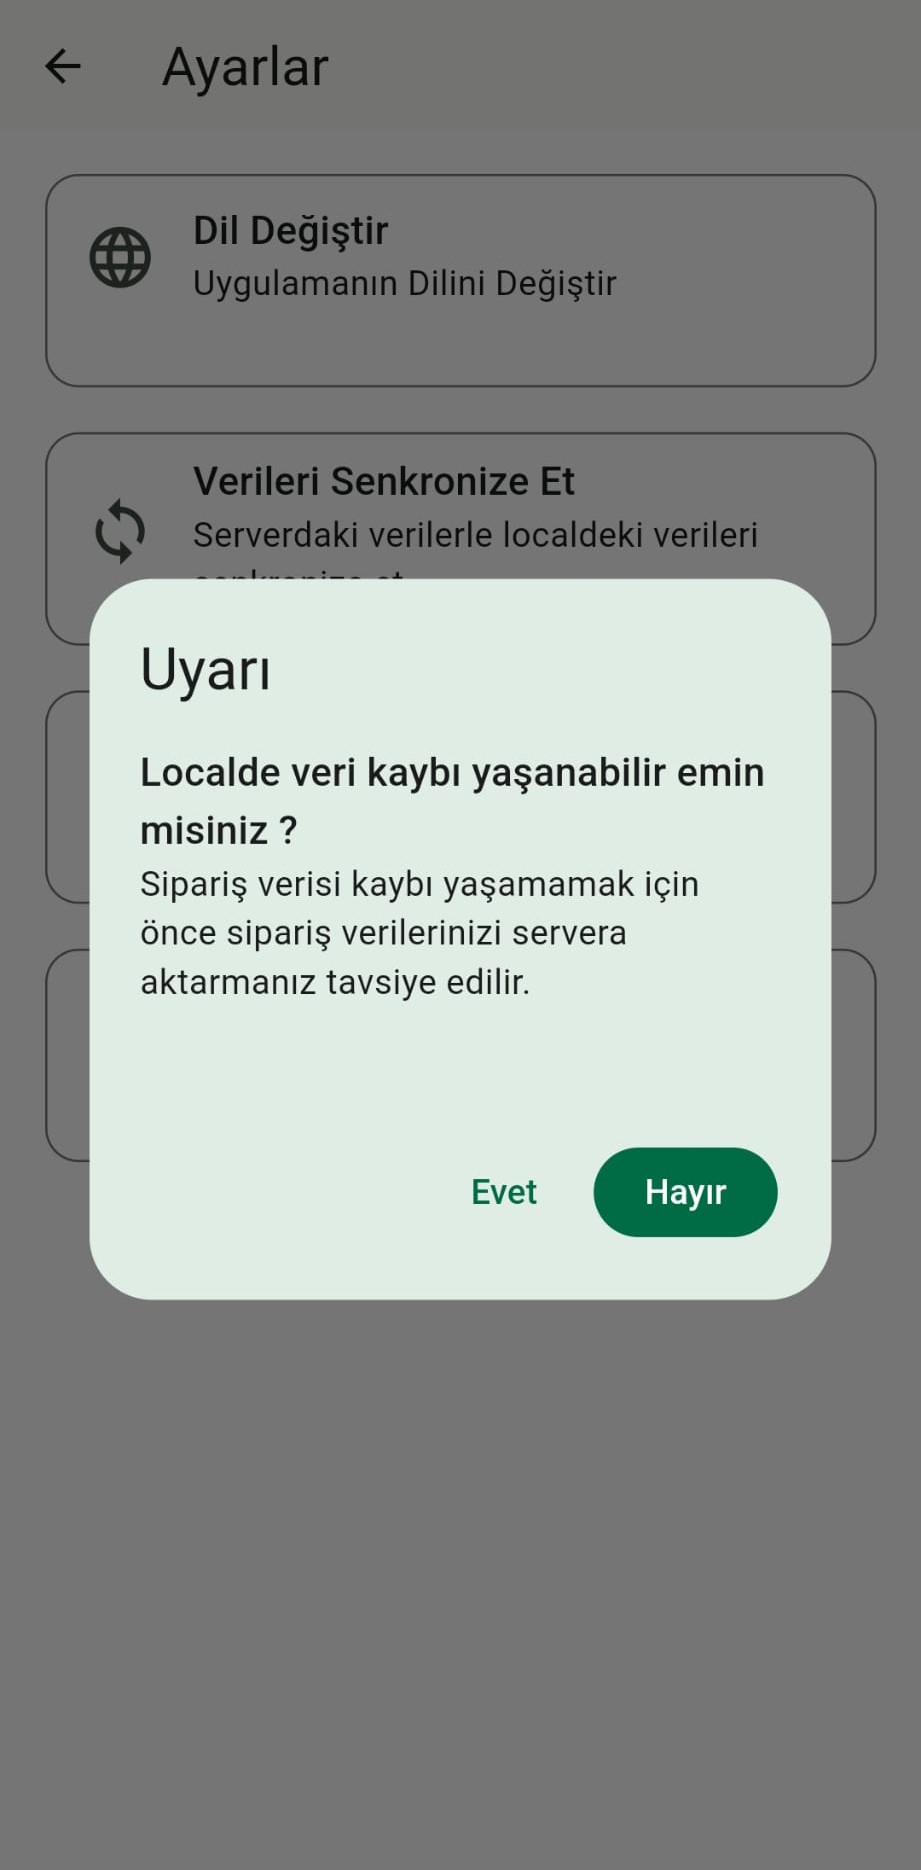 Ayarlar
Dil Değiştir
Uygulamanın Dilini Değiştir
Verileri Senkronize Et
Serverdaki verilerle localdeki verileri
Uyarı
Localde veri kaybı yaşanabilir emin
misiniz ?
Sipariş verisi kaybı yaşamamak için
önce sipariş verilerinizi servera
aktarmanız tavsiye edilir.
Evet
Hayır